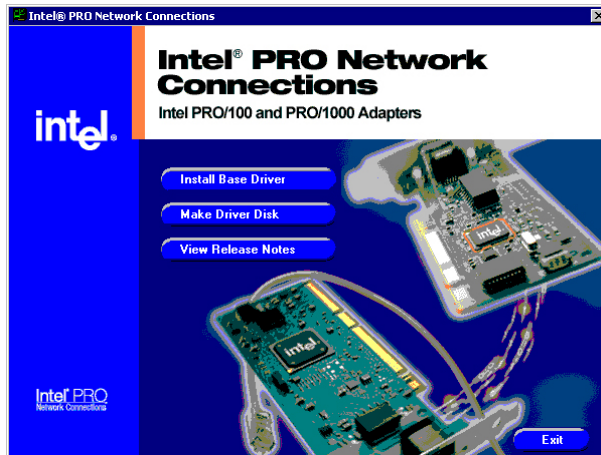 Intel® PRO Network Connections
Intel® PRO Network
Connections
Intel PRO/100 and PRO/1000 Adapters
intel®
Install Base Driver
Make Driver Disk
View Release Notes
intel
intel
Intel® PRO
Network Connections
Exit